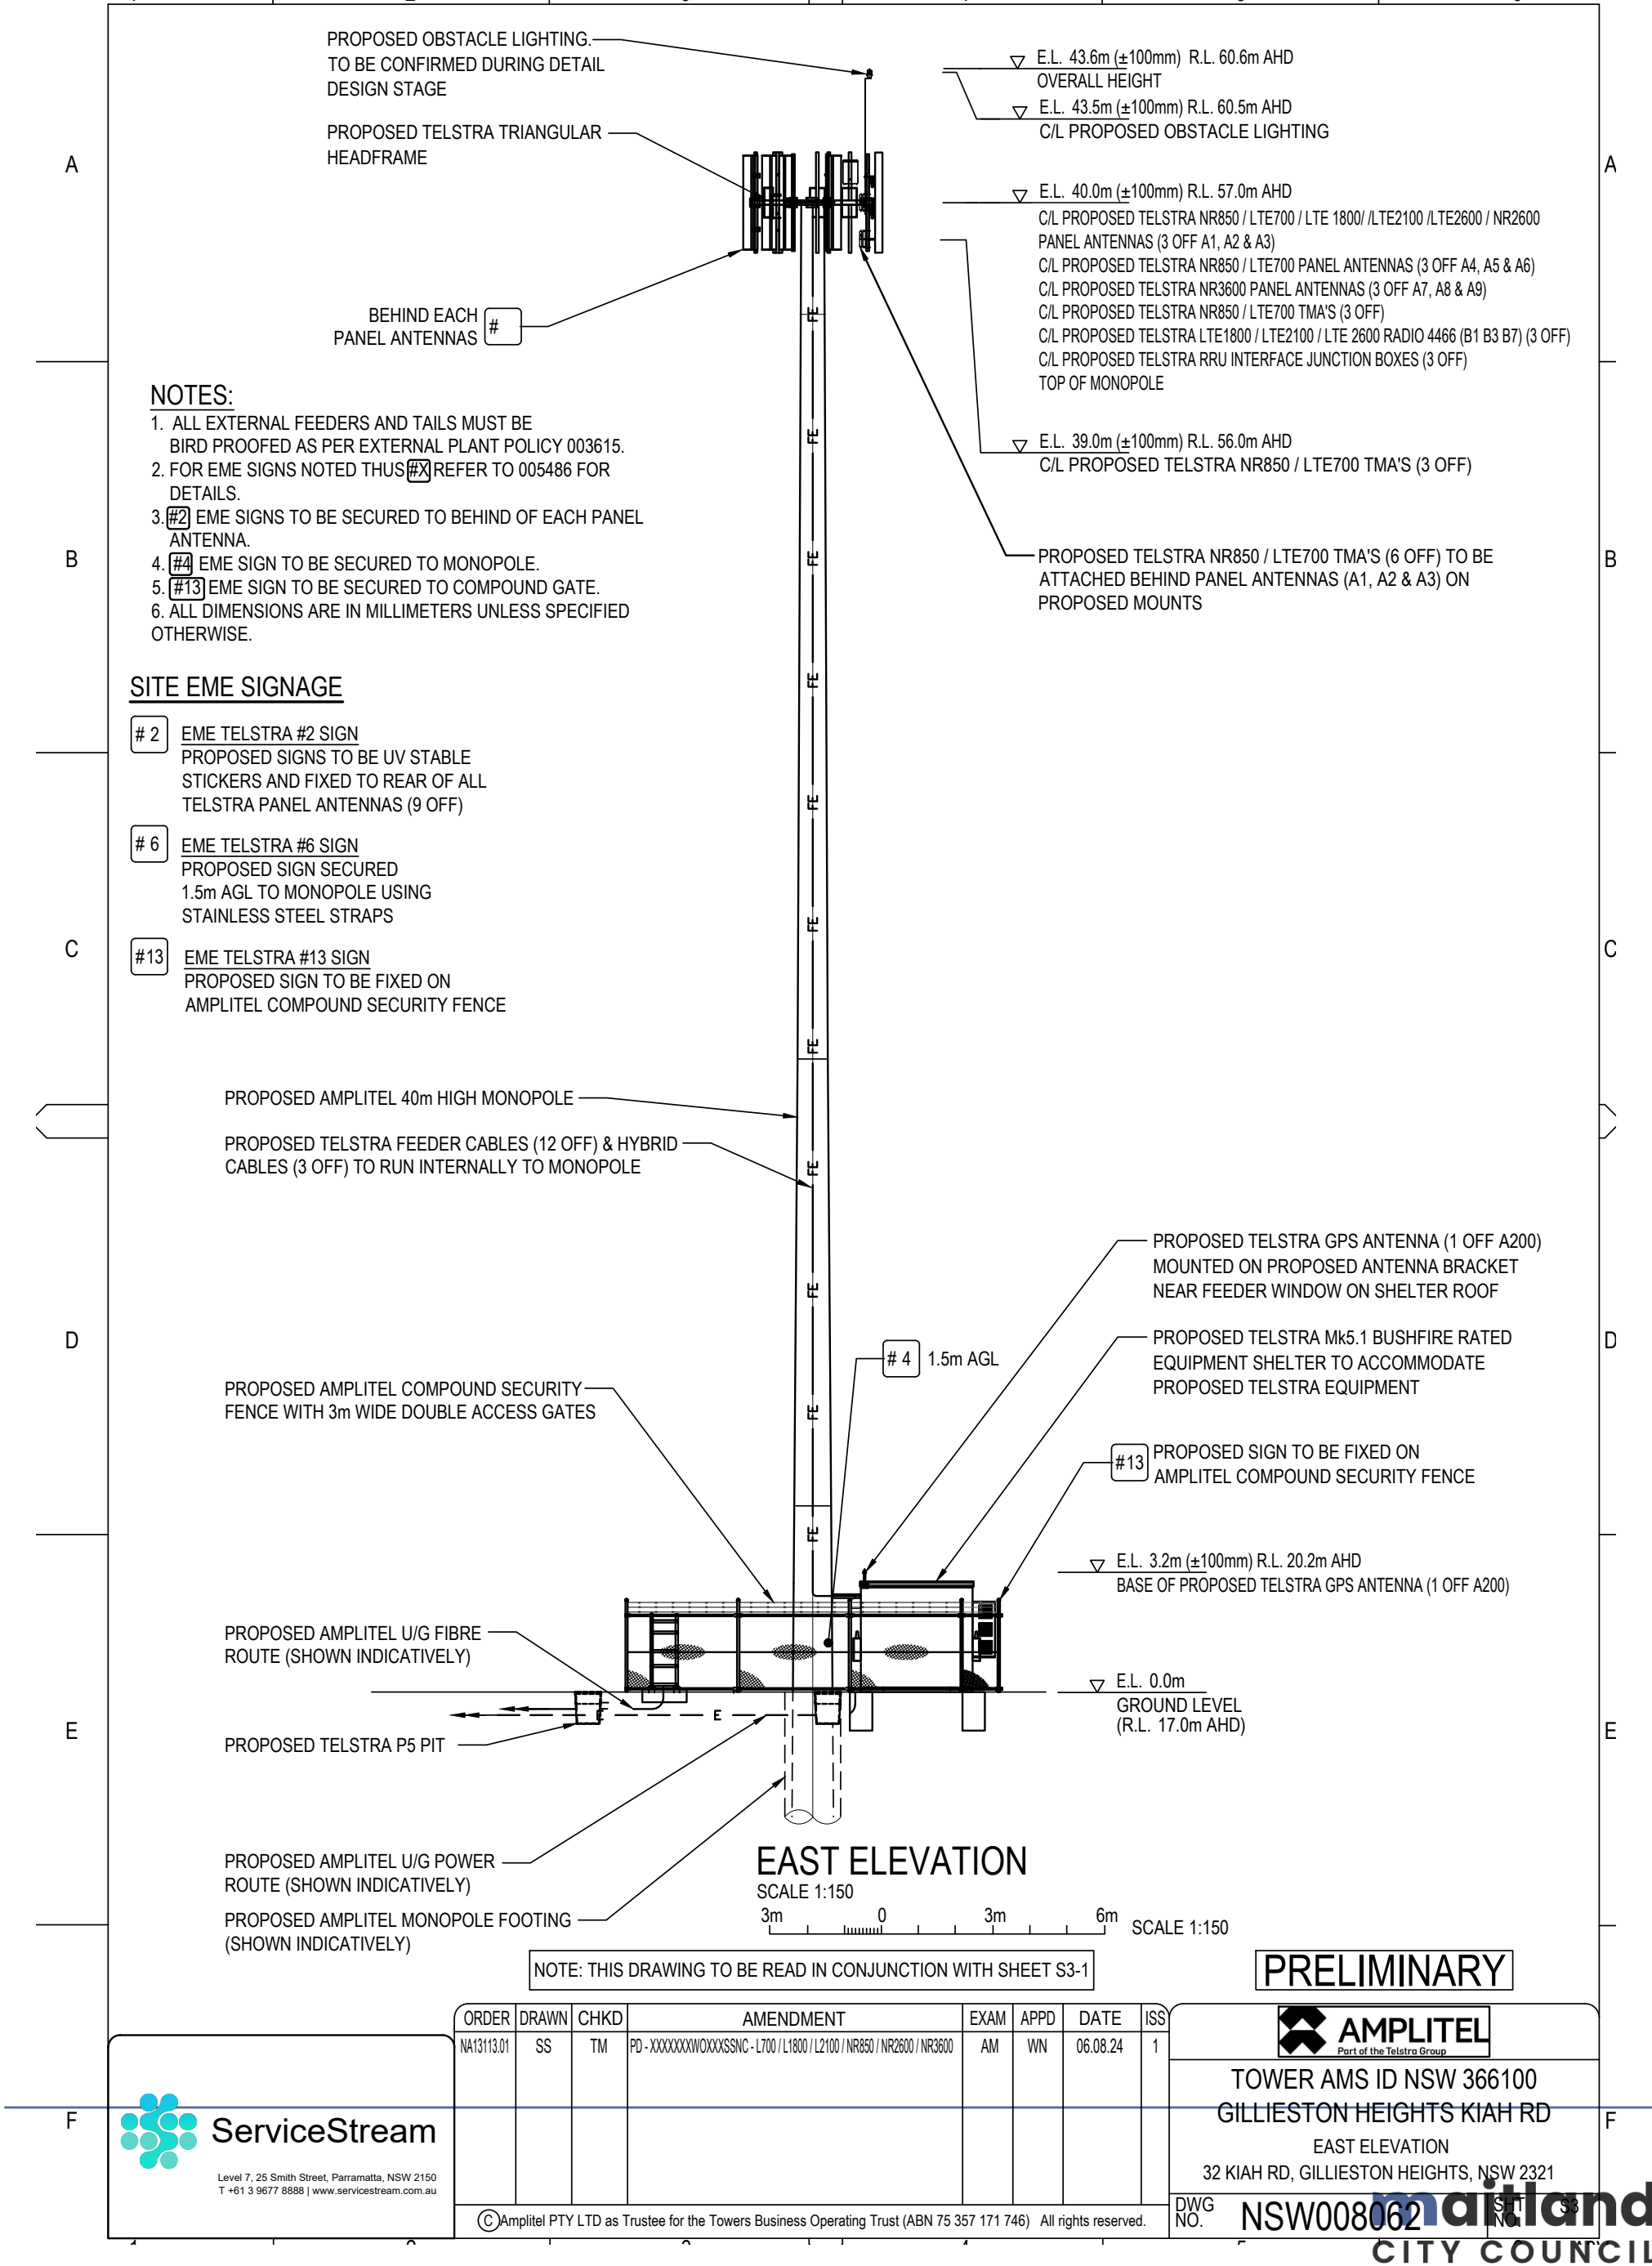 PROPOSED OBSTACLE LIGHTING.
TO BE CONFIRMED DURING DETAIL
DESIGN STAGE
PROPOSED TELSTRA TRIANGULAR
HEADFRAME
BEHIND EACH
PANEL ANTENNAS #
E.L. 43.6m (±100mm) R.L. 60.6m AHD
OVERALL HEIGHT
E.L. 43.5m (±100mm) R.L. 60.5m AHD
C/L PROPOSED OBSTACLE LIGHTING
E.L. 40.0m (±100mm) R.L. 57.0m AHD
C/L PROPOSED TELSTRA NR850 / LTE700 / LTE 1800/ /LTE2100 /LTE2600 / NR2600
PANEL ANTENNAS (3 OFF A1, A2 & A3)
C/L PROPOSED TELSTRA NR850 / LTE700 PANEL ANTENNAS (3 OFF A4, A5 & A6)
C/L PROPOSED TELSTRA NR3600 PANEL ANTENNAS (3 OFF A7, A8 & A9)
C/L PROPOSED TELSTRA NR850 / LTE700 TMA'S (3 OFF)
C/L PROPOSED TELSTRA LTE1800 / LTE2100 / LTE 2600 RADIO 4466 (B1 B3 B7) (3 OFF)
C/L PROPOSED TELSTRA RRU INTERFACE JUNCTION BOXES (3 OFF)
TOP OF MONOPOLE
E.L. 39.0m (±100mm) R.L. 56.0m AHD
C/L PROPOSED TELSTRA NR850 / LTE700 TMA'S (3 OFF)
PROPOSED TELSTRA NR850 / LTE700 TMA'S (6 OFF) TO BE
ATTACHED BEHIND PANEL ANTENNAS (A1, A2 & A3) ON
PROPOSED MOUNTS
NOTES:
1. ALL EXTERNAL FEEDERS AND TAILS MUST BE
BIRD PROOFED AS PER EXTERNAL PLANT POLICY 003615.
2. FOR EME SIGNS NOTED THUS #X REFER TO 005486 FOR
DETAILS.
3. #2 EME SIGNS TO BE SECURED TO BEHIND OF EACH PANEL
ANTENNA.
4. #4 EME SIGN TO BE SECURED TO MONOPOLE.
5. #13 EME SIGN TO BE SECURED TO COMPOUND GATE.
6. ALL DIMENSIONS ARE IN MILLIMETERS UNLESS SPECIFIED
OTHERWISE.
SITE EME SIGNAGE
# 2 EME TELSTRA #2 SIGN
PROPOSED SIGNS TO BE UV STABLE
STICKERS AND FIXED TO REAR OF ALL
TELSTRA PANEL ANTENNAS (9 OFF)
# 6 EME TELSTRA #6 SIGN
PROPOSED SIGN SECURED
1.5m AGL TO MONOPOLE USING
STAINLESS STEEL STRAPS
#13 EME TELSTRA #13 SIGN
PROPOSED SIGN TO BE FIXED ON
AMPLITEL COMPOUND SECURITY FENCE
PROPOSED AMPLITEL 40m HIGH MONOPOLE
PROPOSED TELSTRA FEEDER CABLES (12 OFF) & HYBRID
CABLES (3 OFF) TO RUN INTERNALLY TO MONOPOLE
PROPOSED TELSTRA GPS ANTENNA (1 OFF A200)
MOUNTED ON PROPOSED ANTENNA BRACKET
NEAR FEEDER WINDOW ON SHELTER ROOF
# 4 1.5m AGL
PROPOSED TELSTRA Mk5.1 BUSHFIRE RATED
EQUIPMENT SHELTER TO ACCOMMODATE
PROPOSED TELSTRA EQUIPMENT
PROPOSED AMPLITEL COMPOUND SECURITY
FENCE WITH 3m WIDE DOUBLE ACCESS GATES
#13 PROPOSED SIGN TO BE FIXED ON
AMPLITEL COMPOUND SECURITY FENCE
E.L. 3.2m (±100mm) R.L. 20.2m AHD
BASE OF PROPOSED TELSTRA GPS ANTENNA (1 OFF A200)
PROPOSED AMPLITEL U/G FIBRE
ROUTE (SHOWN INDICATIVELY)
E.L. 0.0m
GROUND LEVEL
(R.L. 17.0m AHD)
PROPOSED TELSTRA P5 PIT
PROPOSED AMPLITEL U/G POWER
ROUTE (SHOWN INDICATIVELY)
PROPOSED AMPLITEL MONOPOLE FOOTING
(SHOWN INDICATIVELY)
EAST ELEVATION
SCALE 1:150
3m 0 3m 6m SCALE 1:150
NOTE: THIS DRAWING TO BE READ IN CONJUNCTION WITH SHEET S3-1
PRELIMINARY
ORDER DRAWN CHKD AMENDMENT EXAM APPD DATE ISS
NA13113.01 SS TM PD - XXXXXXXWOXXXSSNC - L700 / L1800 / L2100 / NR850 / NR2600 / NR3600 AM WN 06.08.24 1
AMPLITEL
Part of the Telstra Group
TOWER AMS ID NSW 366100
GILLIESTON HEIGHTS KIAH RD
EAST ELEVATION
32 KIAH RD, GILLIESTON HEIGHTS, NSW 2321
ServiceStream
Level 7, 25 Smith Street, Parramatta, NSW 2150
T +61 3 9677 8888 | www.servicestream.com.au
© Amplitel PTY LTD as Trustee for the Towers Business Operating Trust (ABN 75 357 171 746) All rights reserved.
DWG NO. NSW008062 SHT NO. S3
maitland
CITY COUNCIL
A
A
B
B
C
C
D
D
E
E
F
F